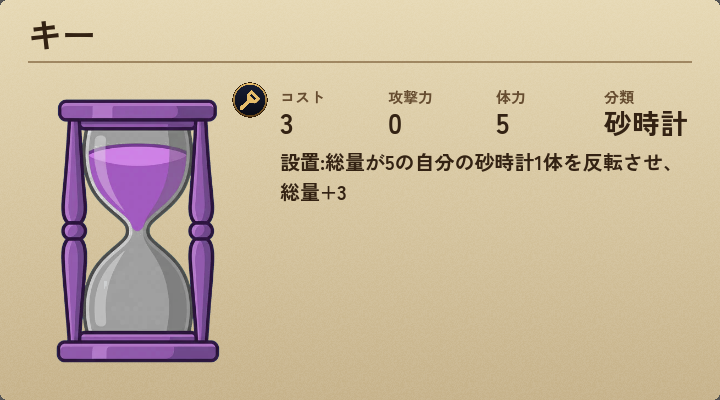 キー
コスト 攻撃力 体力 分類
3 0 5 砂時計
設置:総量が5の自分の砂時計1体を反転させ、
総量+3